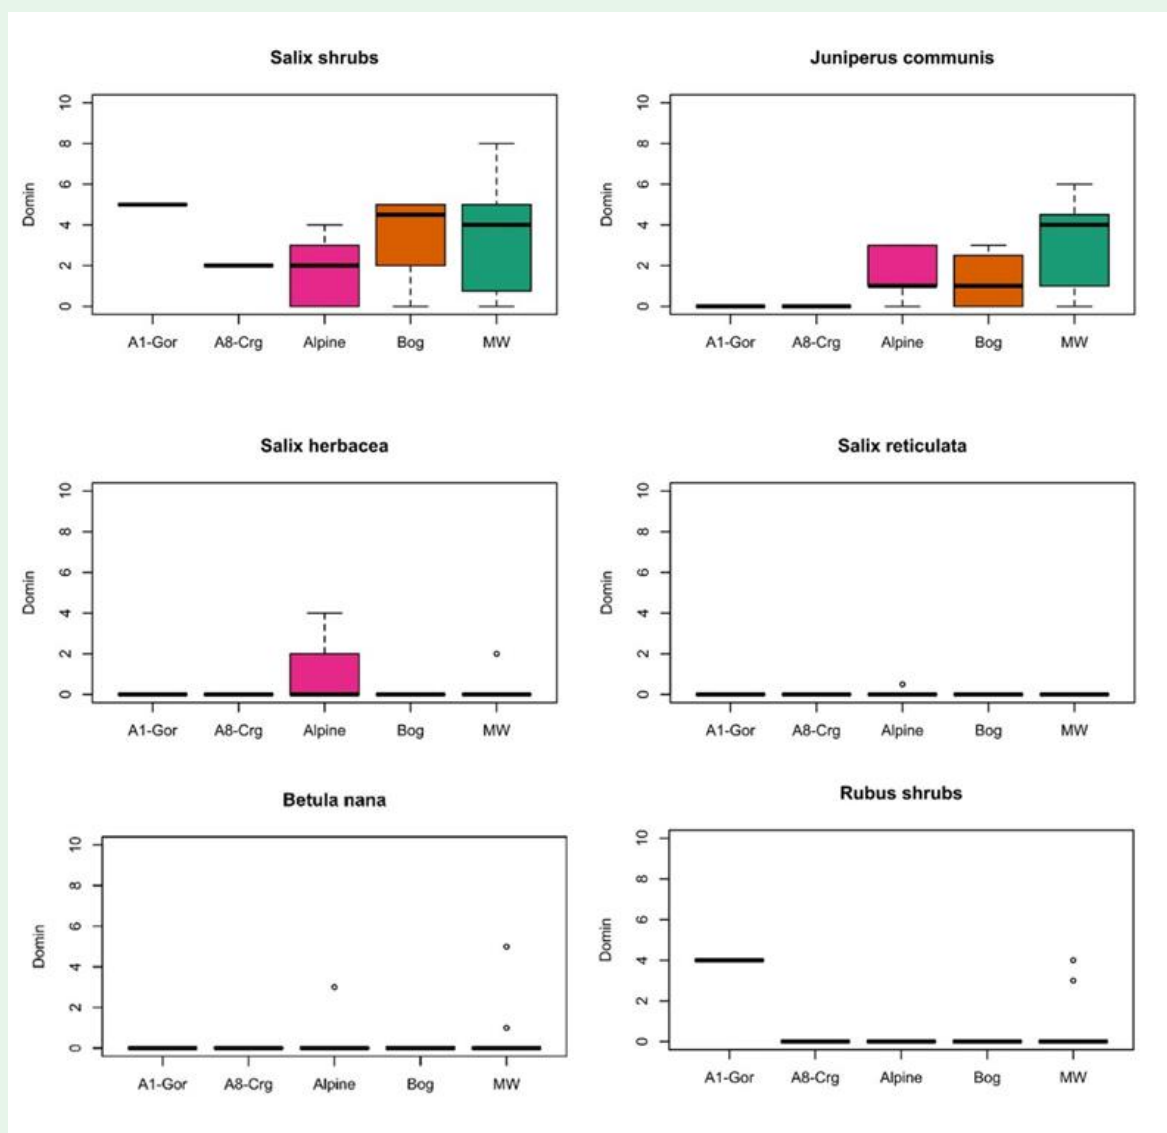 Salix shrubs
Domin
10
8
6
4
2
0
A1-Gor A8-Crg Alpine Bog MW
Juniperus communis
Domin
10
8
6
4
2
0
A1-Gor A8-Crg Alpine Bog MW
Salix herbacea
Domin
10
8
6
4
2
0
A1-Gor A8-Crg Alpine Bog MW
Salix reticulata
Domin
10
8
6
4
2
0
A1-Gor A8-Crg Alpine Bog MW
Betula nana
Domin
10
8
6
4
2
0
A1-Gor A8-Crg Alpine Bog MW
Rubus shrubs
Domin
10
8
6
4
2
0
A1-Gor A8-Crg Alpine Bog MW